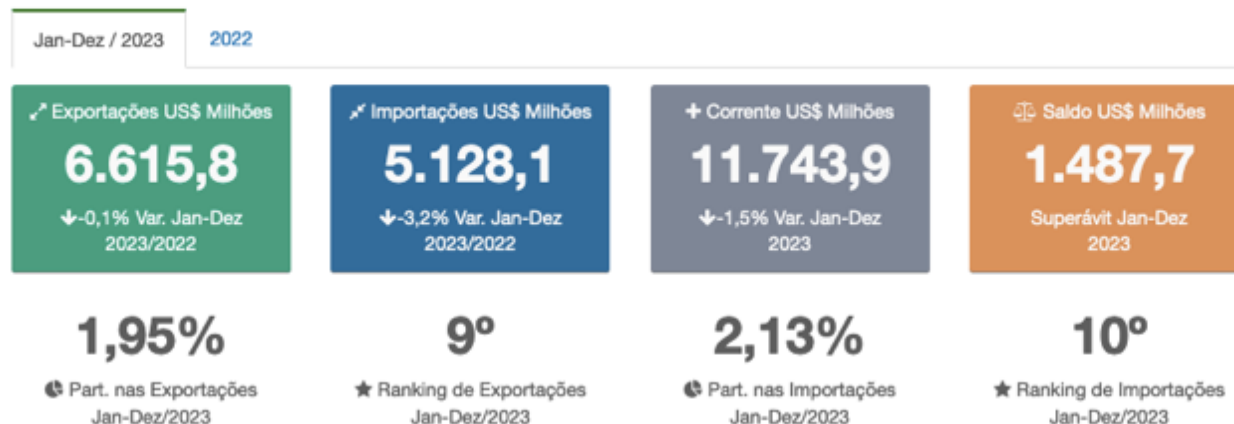 Jan-Dez / 2023
2022
Exportações US$ Milhões
6.615,8
-0,1% Var. Jan-Dez
2023/2022
Importações US$ Milhões
5.128,1
-3,2% Var. Jan-Dez
2023/2022
Corrente US$ Milhões
11.743,9
-1,5% Var. Jan-Dez
2023
Saldo US$ Milhões
1.487,7
Superávit Jan-Dez
2023
1,95%
Part. nas Exportações
Jan-Dez/2023
9º
Ranking de Exportações
Jan-Dez/2023
2,13%
Part. nas Importações
Jan-Dez/2023
10º
Ranking de Importações
Jan-Dez/2023